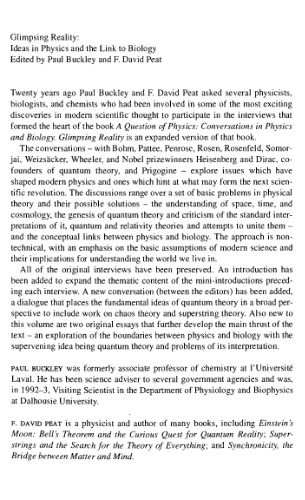 Glimpsing Reality:
Ideas in Physics and the Link to Biology
Edited by Paul Buckley and F. David Peat
Twenty years ago Paul Buckley and F. David Peat asked several physicists,
biologists, and chemists who had been involved in some of the most exciting
discoveries in modern scientific thought to participate in the interviews that
formed the heart of the book A Question of Physics: Conversations in Physics
and Biology. Glimpsing Reality is an expanded version of that book.
The conversations – with Bohm, Pattee, Penrose, Rosen, Rosenfeld, Somor-
jai, Weizsäcker, Wheeler, and Nobel prizewinners Heisenberg and Dirac, co-
founders of quantum theory, and Prigogine – explore issues which have
shaped modern physics and ones which hint at what may form the next scien-
tific revolution. The discussions range over a set of basic problems in physical
theory and their possible solutions – the understanding of space, time, and
cosmology, the genesis of quantum theory and criticism of the standard inter-
pretations of it, quantum and relativity theories and attempts to unite them –
and the conceptual links between physics and biology. The approach is non-
technical, with an emphasis on the basic assumptions of modern science and
their implications for understanding the world we live in.
All of the original interviews have been preserved. An introduction has
been added to expand the thematic content of the mini-introductions preced-
ing each interview. A new conversation (between the editors) has been added,
a dialogue that places the fundamental ideas of quantum theory in a broad per-
spective to include work on chaos theory and superstring theory. Also new to
this volume are two original essays that further develop the main thrust of the
text – an exploration of the boundaries between physics and biology with the
supervening idea being quantum theory and problems of its interpretation.
PAUL BUCKLEY was formerly associate professor of chemistry at l'Université
Laval. He has been science adviser to several government agencies and was,
in 1992–3, Visiting Scientist in the Department of Physiology and Biophysics
at Dalhousie University.
F. DAVID PEAT is a physicist and author of many books, including Einstein's
Moon: Bell's Theorem and the Curious Quest for Quantum Reality; Super-
strings and the Search for the Theory of Everything; and Synchronicity, the
Bridge between Matter and Mind.